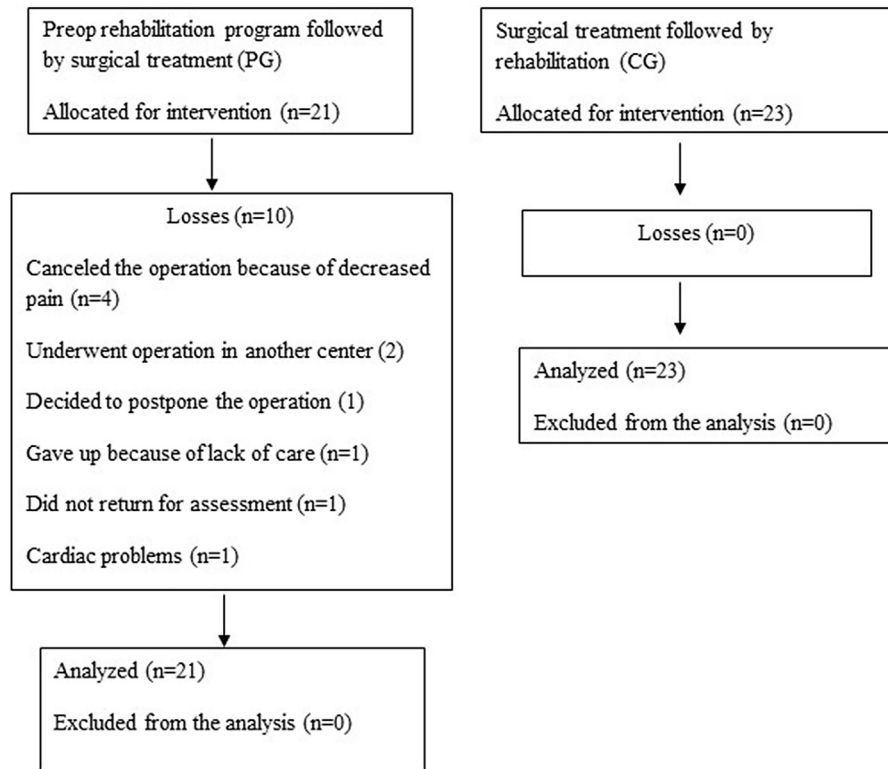 Preop rehabilitation program followed
by surgical treatment (PG)
Allocated for intervention (n=21)
Losses (n=10)
Canceled the operation because of decreased
pain (n=4)
Underwent operation in another center (2)
Decided to postpone the operation (1)
Gave up because of lack of care (n=1)
Did not return for assessment (n=1)
Cardiac problems (n=1)
Analyzed (n=21)
Excluded from the analysis (n=0)
Surgical treatment followed by
rehabilitation (CG)
Allocated for intervention (n=23)
Losses (n=0)
Analyzed (n=23)
Excluded from the analysis (n=0)